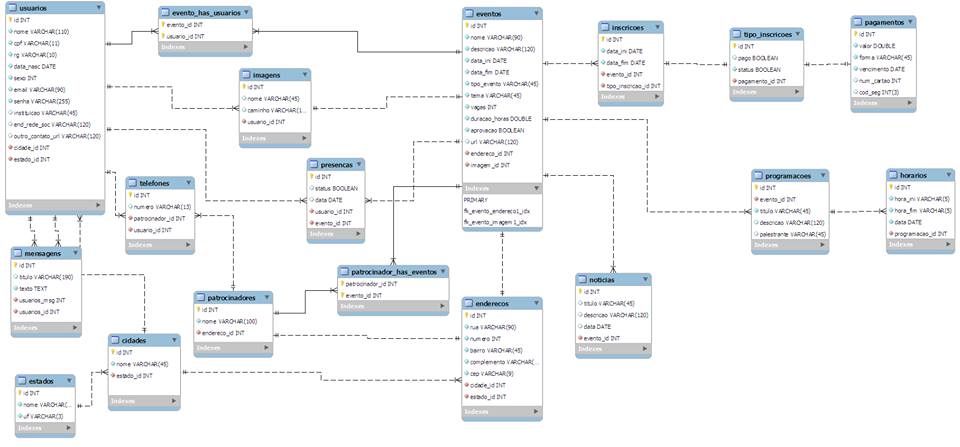 usuarios
id INT
nome VARCHAR(110)
cpf VARCHAR(11)
rg VARCHAR(10)
data_nasc DATE
sexo INT
email VARCHAR(90)
senha VARCHAR(255)
instituicao VARCHAR(45)
end_rede_soc VARCHAR(120)
outro_contato_url VARCHAR(120)
cidade_id INT
estado_id INT
Indexes
evento_has_usuarios
evento_id INT
usuario_id INT
Indexes
imagens
id INT
nome VARCHAR(45)
caminho VARCHAR(1...
usuario_id INT
Indexes
eventos
id INT
nome VARCHAR(90)
descricao VARCHAR(120)
data_ini DATE
data_fim DATE
tipo_evento VARCHAR(45)
tema VARCHAR(45)
vagas INT
duracao_horas DOUBLE
aprovacao BOOLEAN
url VARCHAR(120)
endereco_id INT
imagem_id INT
Indexes
PRIMARY
fk_evento_endereco1_idx
fk_evento_imagem1_idx
inscricoes
id INT
data_ini DATE
data_fim DATE
evento_id INT
tipo_inscricao_id INT
Indexes
tipo_inscricoes
id INT
pago BOOLEAN
status BOOLEAN
pagamento_id INT
Indexes
pagamentos
id INT
valor DOUBLE
forma VARCHAR(45)
vencimento DATE
num_cartao INT
cod_seg INT(3)
Indexes
presencas
id INT
status BOOLEAN
data DATE
usuario_id INT
evento_id INT
Indexes
telefones
id INT
numero VARCHAR(13)
patrocinador_id INT
usuario_id INT
Indexes
programacoes
id INT
evento_id INT
titulo VARCHAR(45)
descricao VARCHAR(120)
palestrante VARCHAR(45)
Indexes
horarios
id INT
hora_ini VARCHAR(5)
hora_fim VARCHAR(5)
data DATE
programacao_id INT
Indexes
mensagens
id INT
titulo VARCHAR(190)
texto TEXT
usuarios_msg INT
usuarios_id INT
Indexes
patrocinador_has_eventos
patrocinador_id INT
evento_id INT
Indexes
patrocinadores
id INT
nome VARCHAR(100)
endereco_id INT
Indexes
enderecos
id INT
rua VARCHAR(90)
numero INT
bairro VARCHAR(45)
complemento VARCHAR(...
cep VARCHAR(9)
cidade_id INT
estado_id INT
Indexes
noticias
id INT
titulo VARCHAR(45)
descricao VARCHAR(120)
data DATE
evento_id INT
Indexes
cidades
id INT
nome VARCHAR(45)
estado_id INT
Indexes
estados
id INT
nome VARCHAR(...
uf VARCHAR(3)
Indexes